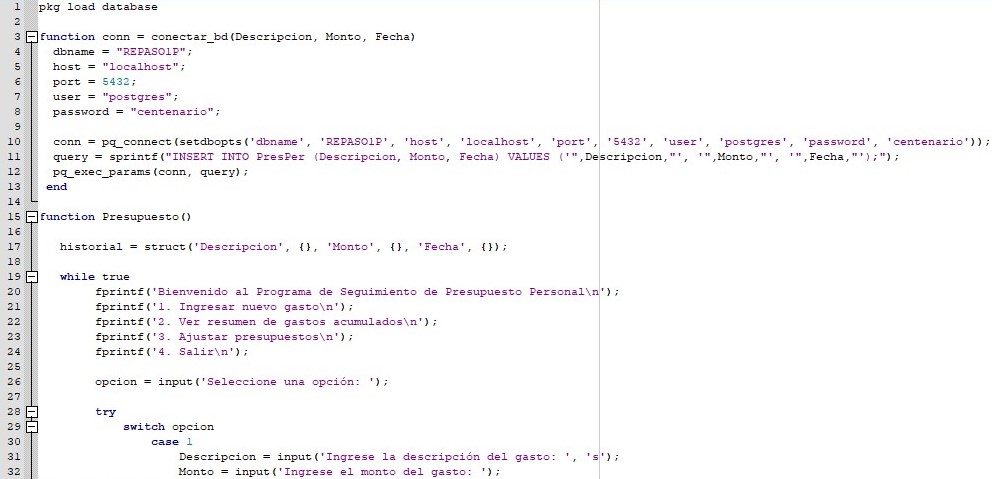 1 pkg load database
2
3 function conn = conectar_bd(Descripcion, Monto, Fecha)
4 dbname = "REPASO1P";
5 host = "localhost";
6 port = 5432;
7 user = "postgres";
8 password = "centenario";
9
10 conn = pq_connect(setdbopts('dbname', 'REPASO1P', 'host', 'localhost', 'port', '5432', 'user', 'postgres', 'password', 'centenario'));
11 query = sprintf("INSERT INTO PresPer (Descripcion, Monto, Fecha) VALUES ('",Descripcion,"', '",Monto,"', '",Fecha,"');");
12 pq_exec_params(conn, query);
13 end
14
15 function Presupuesto()
16
17 historial = struct('Descripcion', {}, 'Monto', {}, 'Fecha', {});
18
19 while true
20 fprintf('Bienvenido al Programa de Seguimiento de Presupuesto Personal\n');
21 fprintf('1. Ingresar nuevo gasto\n');
22 fprintf('2. Ver resumen de gastos acumulados\n');
23 fprintf('3. Ajustar presupuestos\n');
24 fprintf('4. Salir\n');
25
26 opcion = input('Seleccione una opción: ');
27
28 try
29 switch opcion
30 case 1
31 Descripcion = input('Ingrese la descripción del gasto: ', 's');
32 Monto = input('Ingrese el monto del gasto: ');